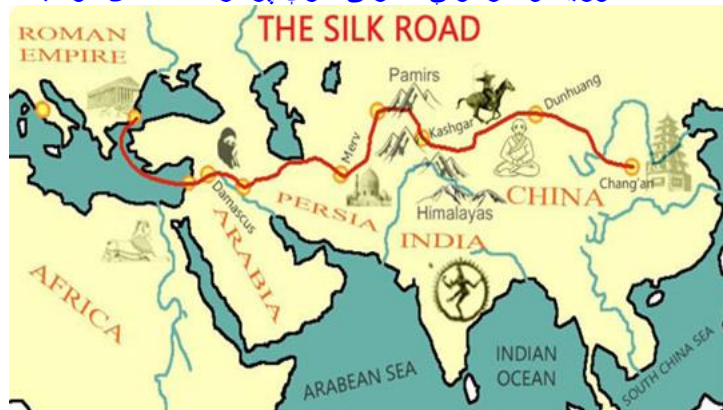 THE SILK ROAD
ROMAN
EMPIRE
Pamirs
Dunhuang
Kashgar
Merv
Chang'an
Damascus
PERSIA
CHINA
Himalayas
ARABIA
INDIA
AFRICA
ARABEAN SEA
INDIAN
OCEAN
SOUTH CHINA SEA